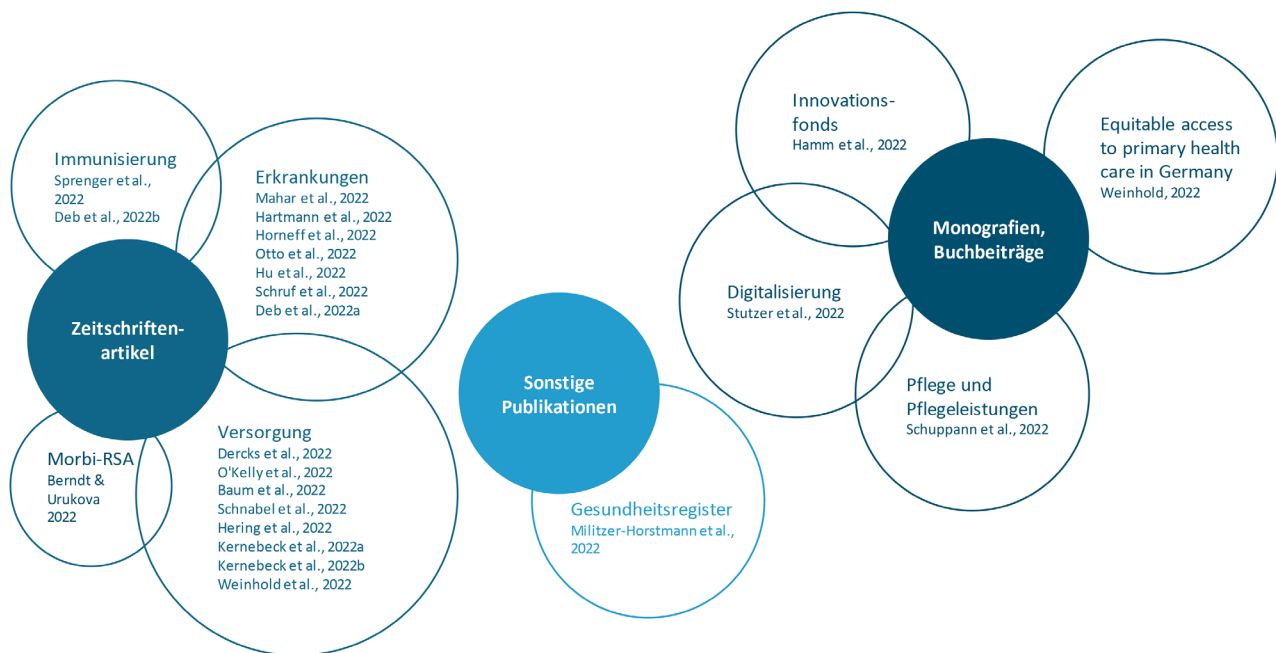 Immunisierung
Sprenger et al.,
2022
Deb et al., 2022b
Erkrankungen
Mahar et al., 2022
Hartmann et al., 2022
Horneff et al., 2022
Otto et al., 2022
Hu et al., 2022
Schruf et al., 2022
Deb et al., 2022a
Zeitschriften-
artikel
Morbi-RSA
Berndt &
Urukova
2022
Versorgung
Dercks et al., 2022
O'Kelly et al., 2022
Baum et al., 2022
Schnabel et al., 2022
Hering et al., 2022
Kernebeck et al., 2022a
Kernebeck et al., 2022b
Weinhold et al., 2022
Sonstige
Publikationen
Gesundheitsregister
Militzer-Horstmann et al.,
2022
Innovations-
fonds
Hamm et al., 2022
Equitable access
to primary health
care in Germany
Weinhold, 2022
Monografien,
Buchbeiträge
Digitalisierung
Stutzer et al., 2022
Pflege und
Pflegeleistungen
Schuppann et al., 2022